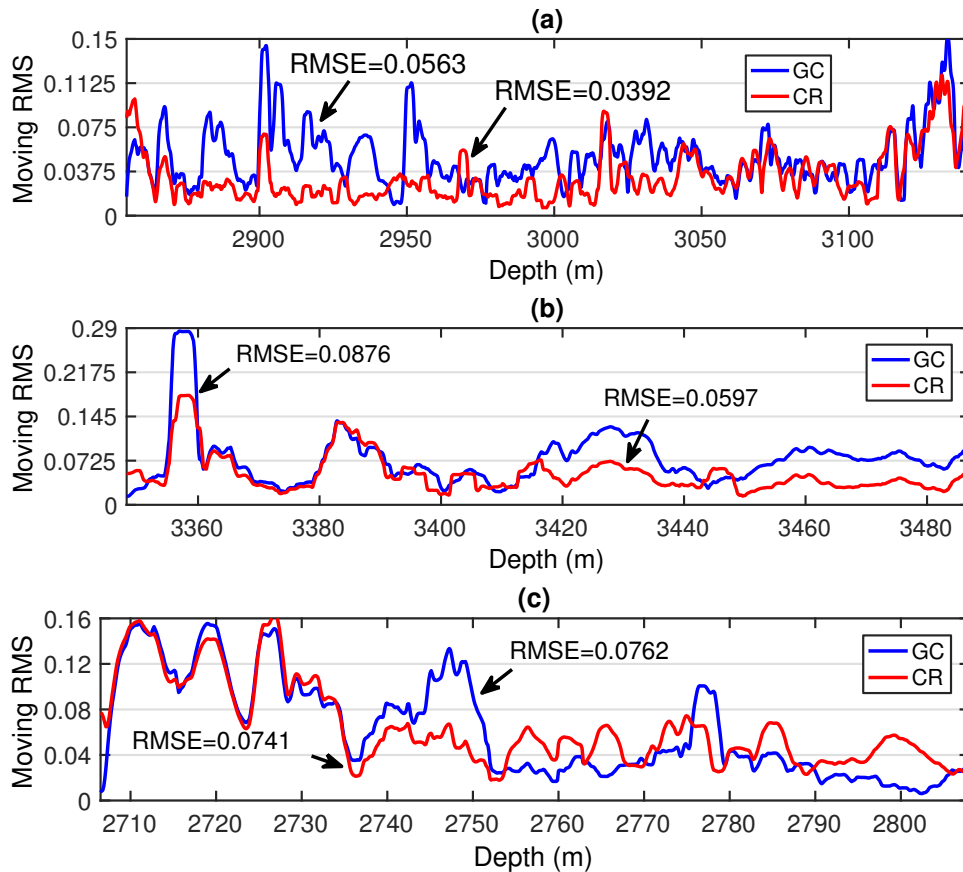 (a)
0.15
0.1125
0.075
0.0375
0
Moving RMS
RMSE=0.0563
RMSE=0.0392
GC
CR
2900 2950 3000 3050 3100
Depth (m)
(b)
0.29
0.2175
0.145
0.0725
0
Moving RMS
RMSE=0.0876
RMSE=0.0597
GC
CR
3360 3380 3400 3420 3440 3460 3480
Depth (m)
(c)
0.16
0.12
0.08
0.04
0
Moving RMS
RMSE=0.0762
RMSE=0.0741
GC
CR
2710 2720 2730 2740 2750 2760 2770 2780 2790 2800
Depth (m)